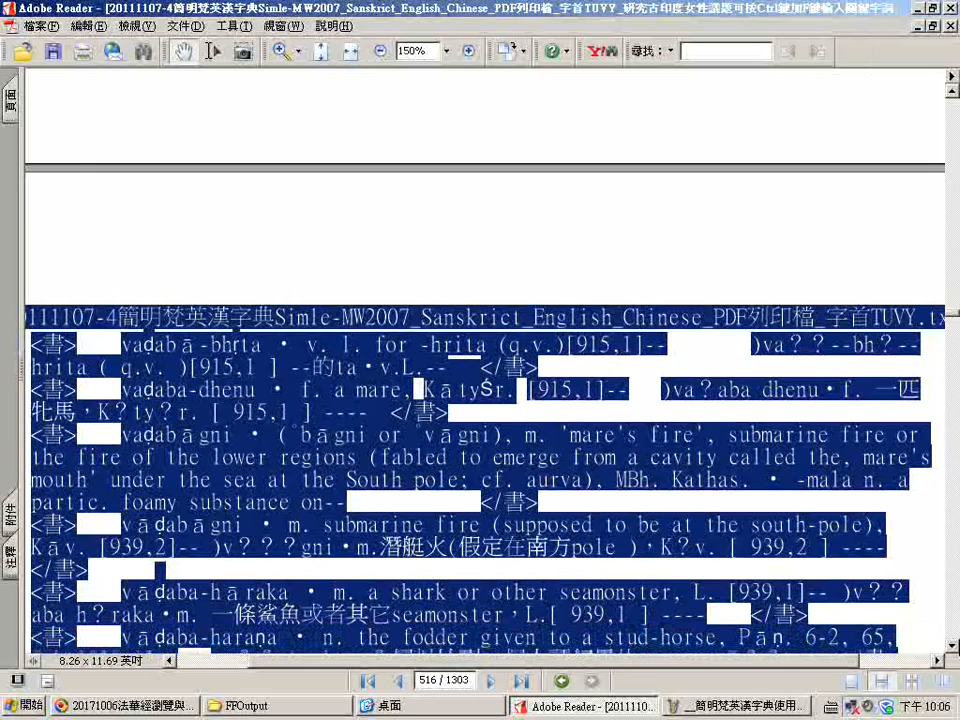 Adobe Reader - [20111107-4簡明梵英漢字典Simle-MW2007_Sanskrict_English_Chinese_PDF列印檔_字首TUVY_研究古印度女性議題可按Ctrl鍵加F鍵輸入關鍵字詞
檔案(F) 編輯(E) 檢視(V) 文件(D) 工具(T) 視窗(W) 說明(H)
150% Y! 尋找:
頁面
111107-4簡明梵英漢字典Simle-MW2007_Sanskrict_English_Chinese_PDF列印檔_字首TUVY.tx
<書> vaḍabā-bhṛta • v. l. for -hṛita (q.v.)[915,1]-- )va??--bh?--
hrita ( q.v. )[915,1 ] --的ta•v.L.-- </書>
<書> vaḍaba-dhenu • f. a mare, KātyŚr. [915,1]-- )va?aba dhenu•f. 一匹
牝馬，K?ty?r. [ 915,1 ] ---- </書>
<書> vaḍabāgni • (°bāgni or °vāgni), m. 'mare's fire', submarine fire or
the fire of the lower regions (fabled to emerge from a cavity called the, mare's
mouth' under the sea at the South pole; cf. aurva), MBh. Kathas. • -mala n. a
partic. foamy substance on-- </書>
<書> vāḍabāgni • m. submarine fire (supposed to be at the south-pole),
Kāv. [939,2]-- )v???gni•m.潛艇火(假定在南方pole )，K?v. [ 939,2 ] ----
</書>
<書> vāḍaba-hāraka • m. a shark or other seamonster, L. [939,1]-- )v??
aba h?raka•m. 一條鯊魚或者其它seamonster，L.[ 939,1 ] ---- </書>
<書> vāḍaba-haraṇa • n. the fodder given to a stud-horse, Pāṇ. 6-2, 65,
附件
注釋
8.26 x 11.69 英吋
516 / 1303
開始 20171006法華經瀏覽與... FFOutput 桌面 Adobe Reader - [2011110... __簡明梵英字典使用... 下午 10:06